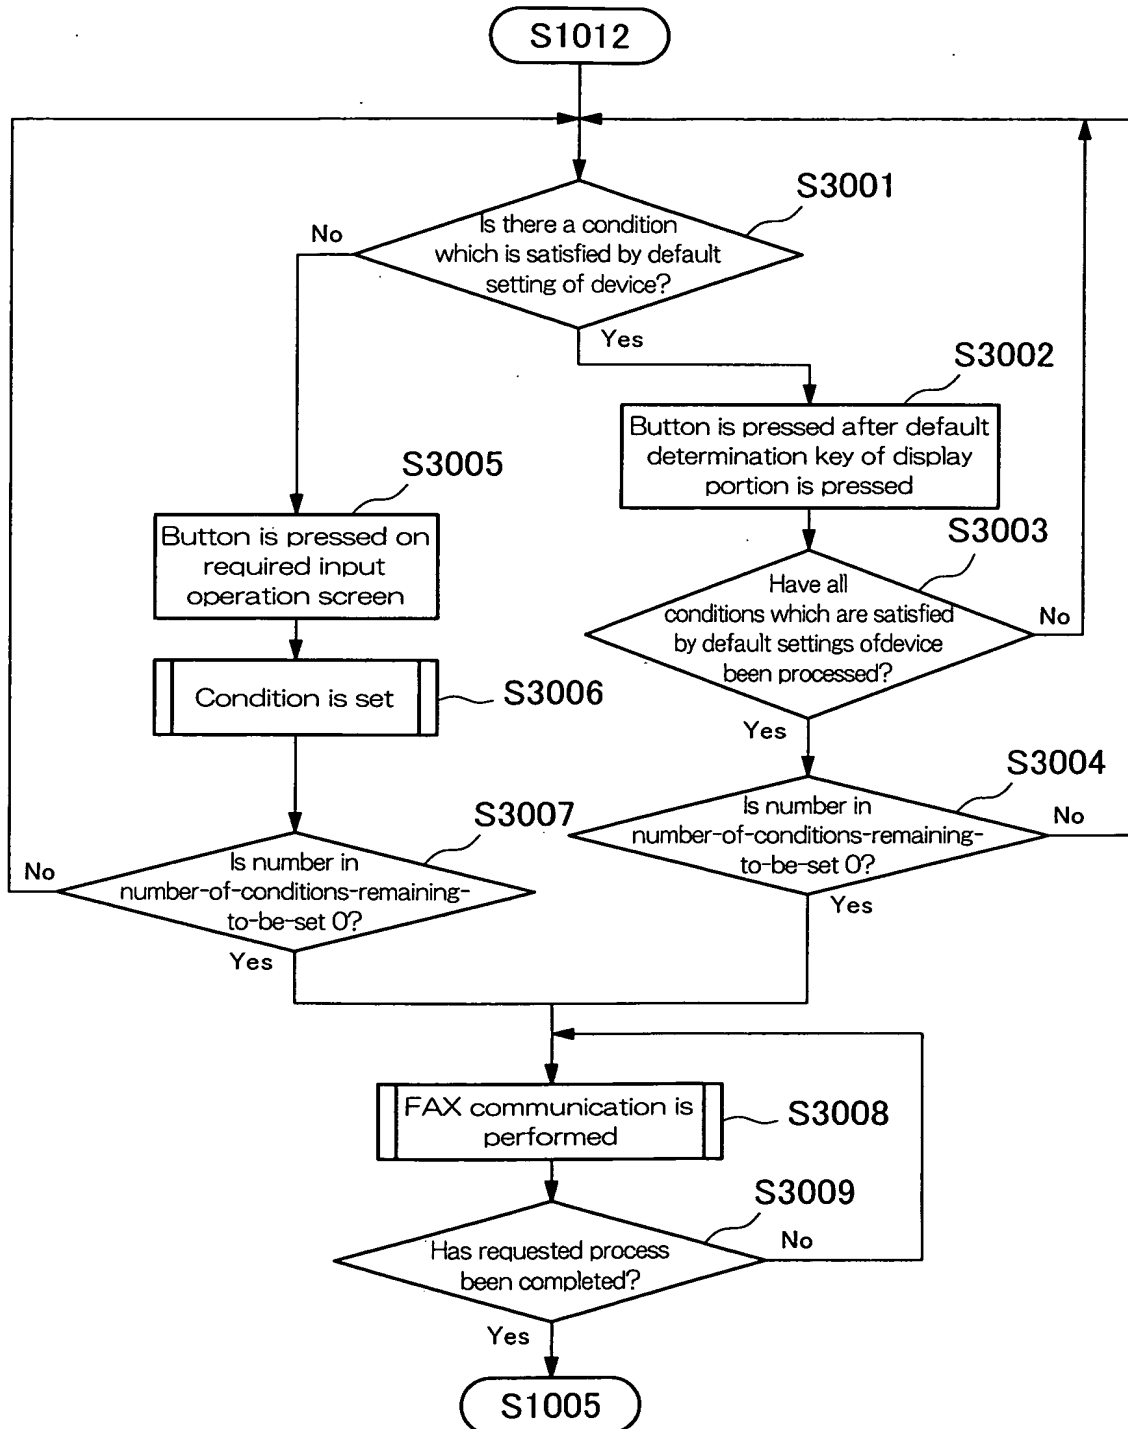 S1012
S3001
Is there a condition
which is satisfied by default
setting of device?
No
Yes
S3002
Button is pressed after default
determination key of display
portion is pressed
S3005
Button is pressed on
required input
operation screen
S3003
Have all
conditions which are satisfied
by default settings ofdevice
been processed?
No
Yes
S3006
Condition is set
S3004
Is number in
number-of-conditions-remaining-
to-be-set 0?
No
Yes
S3007
Is number in
number-of-conditions-remaining-
to-be-set 0?
No
Yes
S3008
FAX communication is
performed
S3009
Has requested process
been completed?
No
Yes
S1005